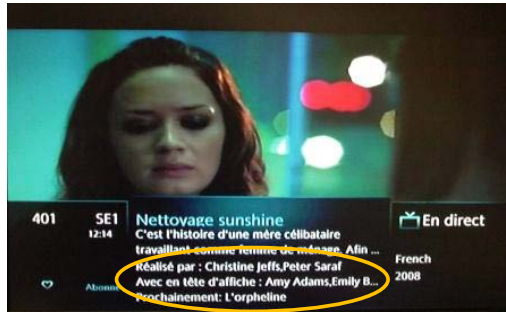 401 SE1 Nettoyage sunshine En direct
12:14 C'est l'histoire d'une mère célibataire
travaillant comme femme de ménage. Afin ...
Réalisé par : Christine Jeffs,Peter Saraf French
Avec en tête d'affiche : Amy Adams,Emily B... 2008
Prochainement: L'orpheline